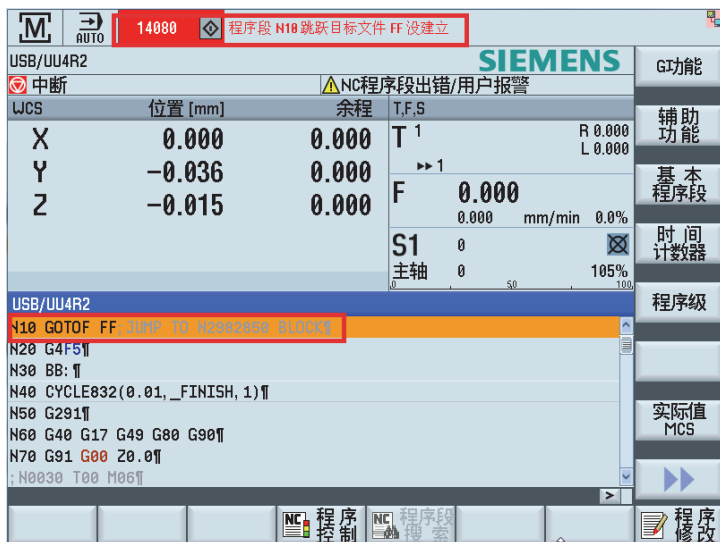 M AUTO 14080 程序段 N10 跳跃目标文件 FF 没建立
USB/UU4R2 SIEMENS
中断 NC程序段出错/用户报警
WCS 位置 [mm] 余程 T,F,S
X 0.000 0.000 T 1 R 0.000
L 0.000
Y -0.036 0.000 ▸▸ 1
Z -0.015 0.000 F 0.000
0.000 mm/min 0.0%
S1 0
主轴 0 105%
0 50 100
USB/UU4R2
N10 GOTOF FF;JUMP TO N2982850 BLOCK¶
N20 G4F5¶
N30 BB:¶
N40 CYCLE832(0.01,_FINISH,1)¶
N50 G291¶
N60 G40 G17 G49 G80 G90¶
N70 G91 G00 Z0.0¶
;N0030 T00 M06¶
G功能
辅助
功能
基本
程序段
时间
计数器
程序级
实际值
MCS
NC 程序
控制
NC 程序段
搜索
程序
修改